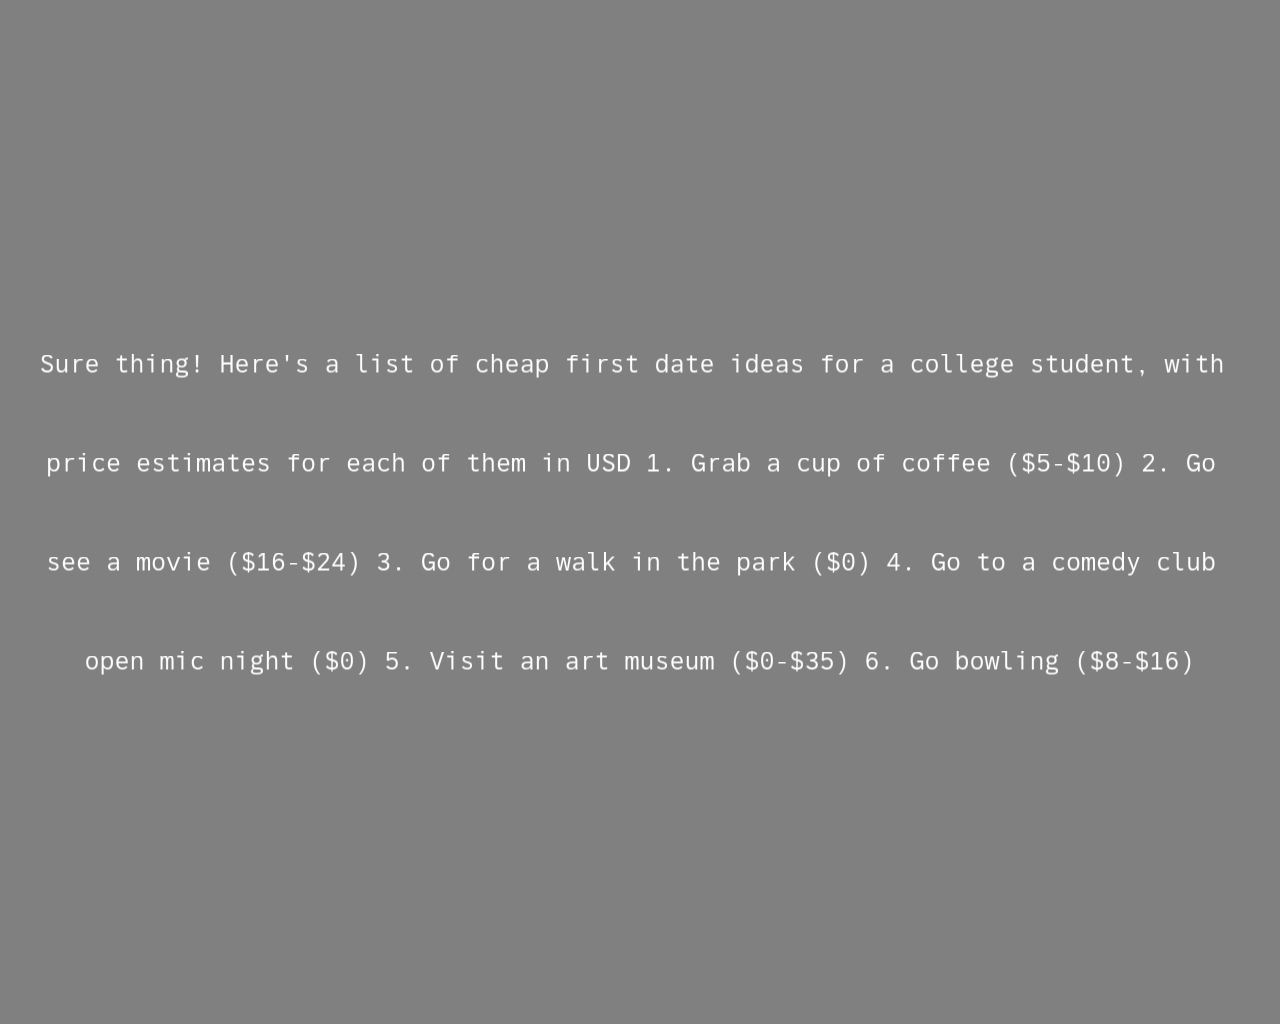 Sure thing! Here's a list of cheap first date ideas for a college student, with
price estimates for each of them in USD 1. Grab a cup of coffee ($5-$10) 2. Go
see a movie ($16-$24) 3. Go for a walk in the park ($0) 4. Go to a comedy club
open mic night ($0) 5. Visit an art museum ($0-$35) 6. Go bowling ($8-$16)